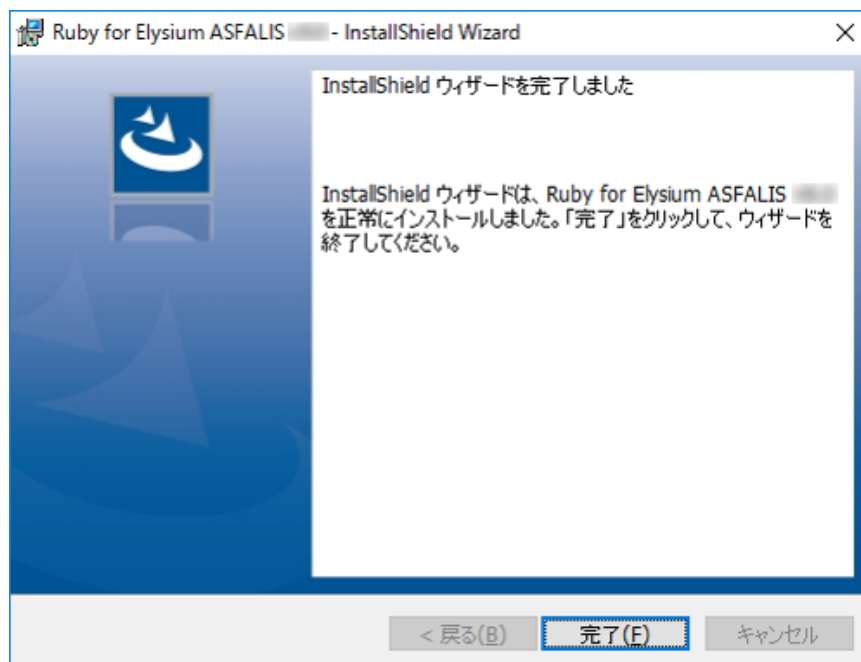 Ruby for Elysium ASFALIS - InstallShield Wizard
InstallShield ウィザードを完了しました
InstallShield ウィザードは、Ruby for Elysium ASFALIS
を正常にインストールしました。「完了」をクリックして、ウィザードを
終了してください。
< 戻る(B)
完了(F)
キャンセル